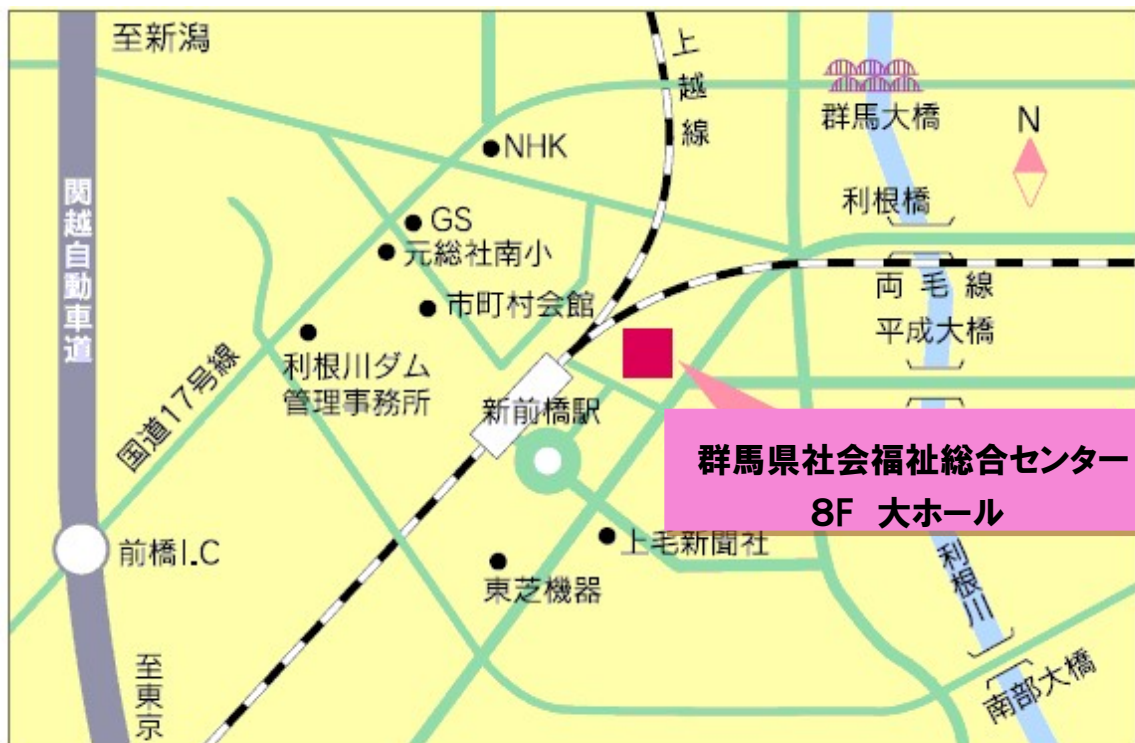 至新潟
上越線
群馬大橋
N
NHK
関越自動車道
利根橋
GS
元総社南小
両毛線
市町村会館
平成大橋
利根川ダム
管理事務所
国道17号線
新前橋駅
群馬県社会福祉総合センター
8F 大ホール
上毛新聞社
前橋I.C
東芝機器
利根川
至東京
南部大橋